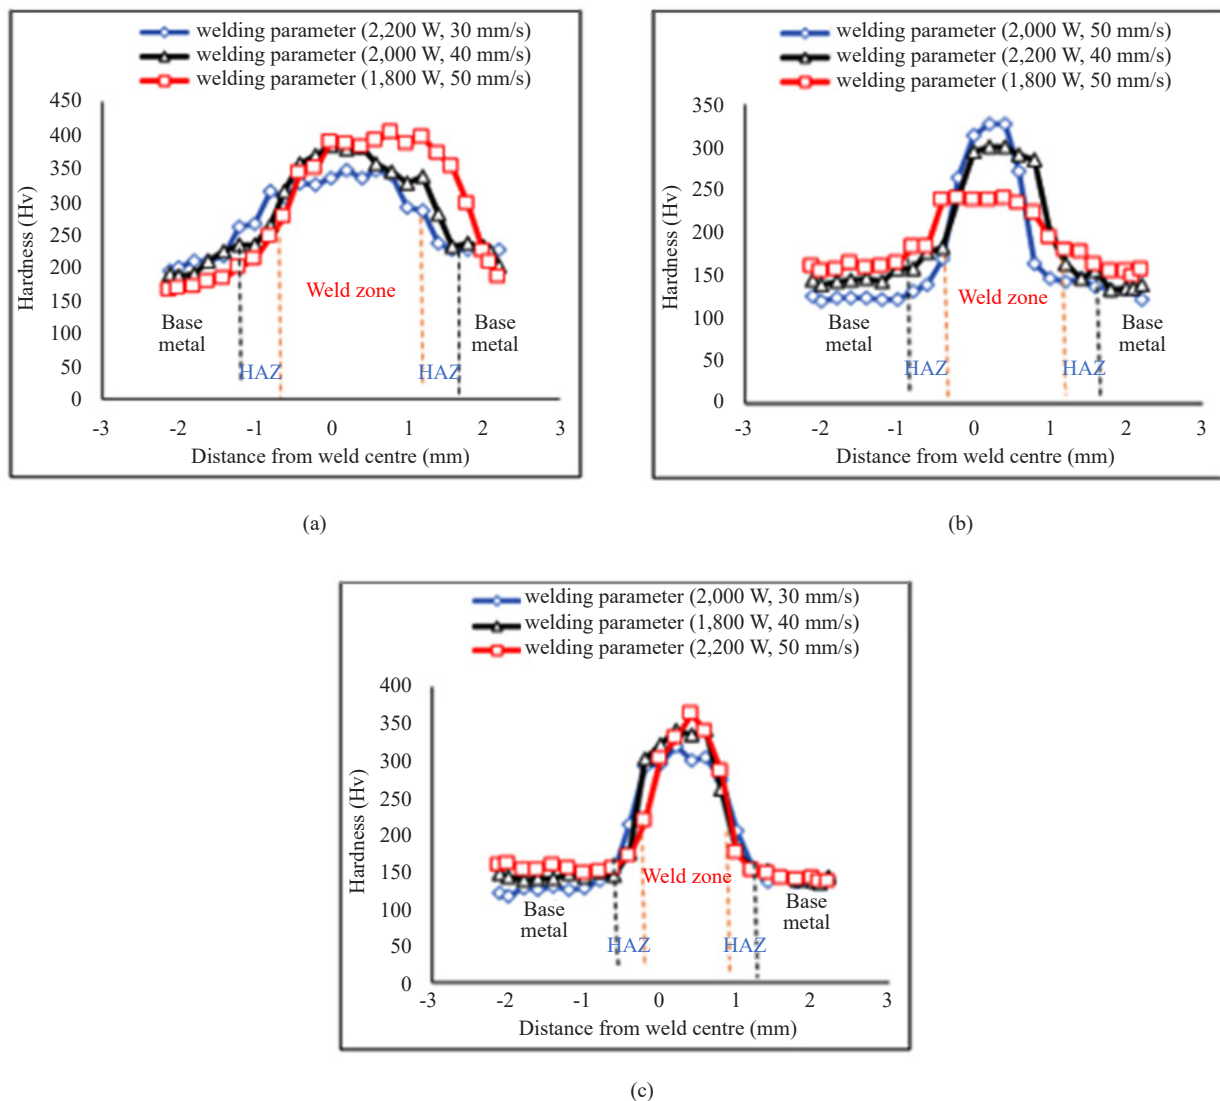 welding parameter (2,200 W, 30 mm/s)
welding parameter (2,000 W, 40 mm/s)
welding parameter (1,800 W, 50 mm/s)
450
400
350
300
250
200
150
100
50
0
Hardness (Hv)
Weld zone
Base
metal
Base
metal
HAZ
HAZ
-3
-2
-1
0
1
2
3
Distance from weld centre (mm)
(a)
welding parameter (2,000 W, 50 mm/s)
welding parameter (2,200 W, 40 mm/s)
welding parameter (1,800 W, 50 mm/s)
350
300
250
200
150
100
50
0
Hardness (Hv)
Weld zone
Base
metal
Base
metal
HAZ
HAZ
-3
-2
-1
0
1
2
3
Distance from weld centre (mm)
(b)
welding parameter (2,000 W, 30 mm/s)
welding parameter (1,800 W, 40 mm/s)
welding parameter (2,200 W, 50 mm/s)
400
350
300
250
200
150
100
50
0
Hardness (Hv)
Weld zone
Base
metal
Base
metal
HAZ
HAZ
-3
-2
-1
0
1
2
3
Distance from weld centre (mm)
(c)